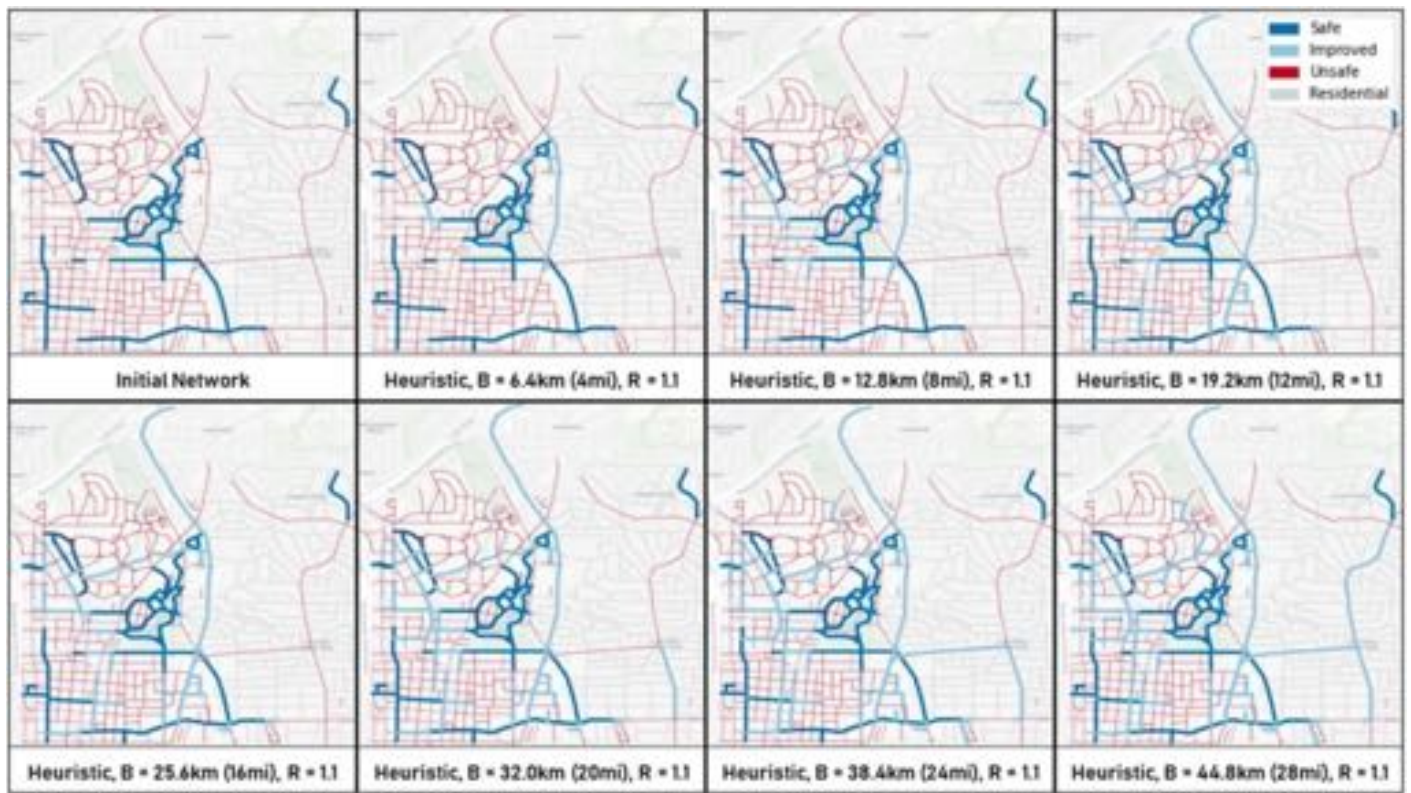 Safe
Improved
Unsafe
Residential
Initial Network
Heuristic, B = 6.4km (4mi), R = 1.1
Heuristic, B = 12.8km (8mi), R = 1.1
Heuristic, B = 19.2km (12mi), R = 1.1
Heuristic, B = 25.6km (16mi), R = 1.1
Heuristic, B = 32.0km (20mi), R = 1.1
Heuristic, B = 38.4km (24mi), R = 1.1
Heuristic, B = 44.8km (28mi), R = 1.1